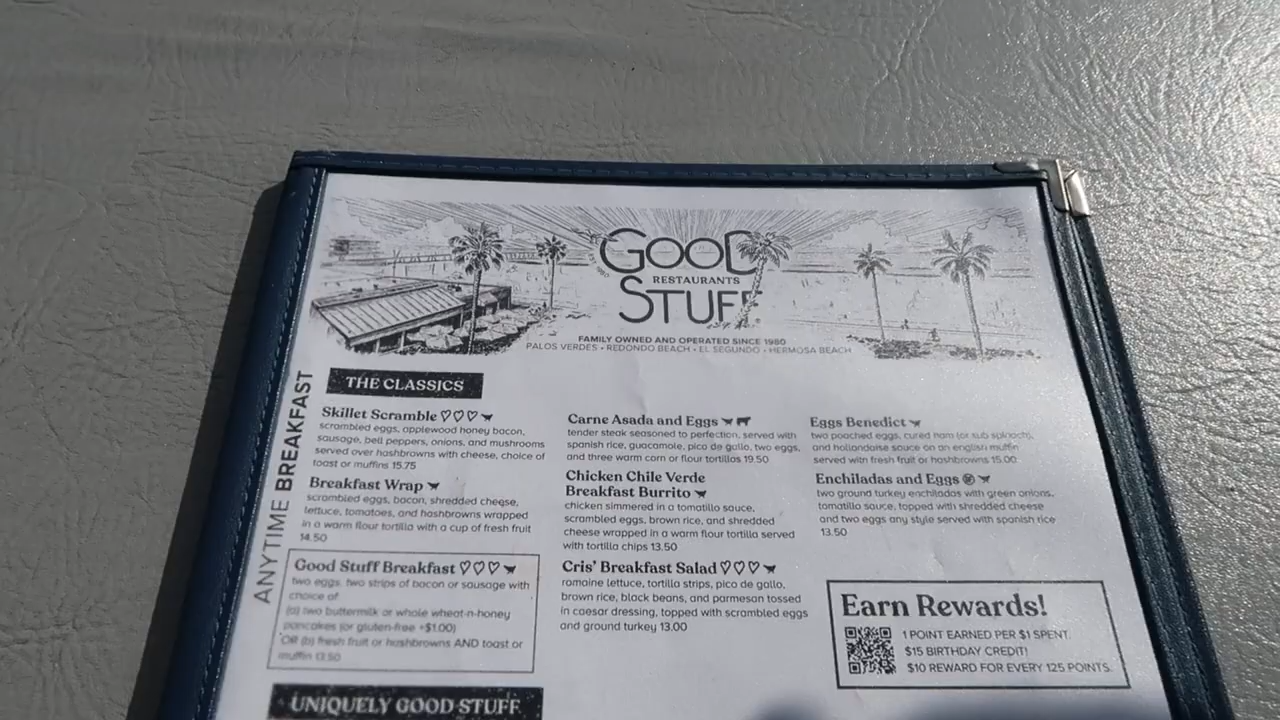 GOOD
RESTAURANTS
STUFF
FAMILY OWNED AND OPERATED SINCE 1980
PALOS VERDES • REDONDO BEACH • EL SEGUNDO • HERMOSA BEACH
ANYTIME BREAKFAST
THE CLASSICS
Skillet Scramble
scrambled eggs, applewood honey bacon,
sausage, bell peppers, onions, and mushrooms
served over hashbrowns with cheese, choice of
toast or muffins 15.75
Breakfast Wrap
scrambled eggs, bacon, shredded cheese,
lettuce, tomatoes, and hashbrowns wrapped
in a warm flour tortilla with a cup of fresh fruit
14.50
Good Stuff Breakfast
two eggs, two strips of bacon or sausage with
choice of
(a) two buttermilk or whole wheat-n-honey
pancakes (or gluten-free +$1.00)
OR (b) fresh fruit or hashbrowns AND toast or
muffin 13.50
Carne Asada and Eggs
tender steak seasoned to perfection, served with
spanish rice, guacamole, pico de gallo, two eggs,
and three warm corn or flour tortillas 19.50
Chicken Chile Verde
Breakfast Burrito
chicken simmered in a tomatillo sauce,
scrambled eggs, brown rice, and shredded
cheese wrapped in a warm flour tortilla served
with tortilla chips 13.50
Cris' Breakfast Salad
romaine lettuce, tortilla strips, pico de gallo,
brown rice, black beans, and parmesan tossed
in caesar dressing, topped with scrambled eggs
and ground turkey 13.00
Eggs Benedict
two poached eggs, cured ham (or sub spinach),
and hollandaise sauce on an english muffin
served with fresh fruit or hashbrowns 15.00
Enchiladas and Eggs
two ground turkey enchiladas with green onions,
tomatillo sauce, topped with shredded cheese
and two eggs any style served with spanish rice
13.50
Earn Rewards!
1 POINT EARNED PER $1 SPENT.
$15 BIRTHDAY CREDIT!
$10 REWARD FOR EVERY 125 POINTS.
UNIQUELY GOOD STUFF